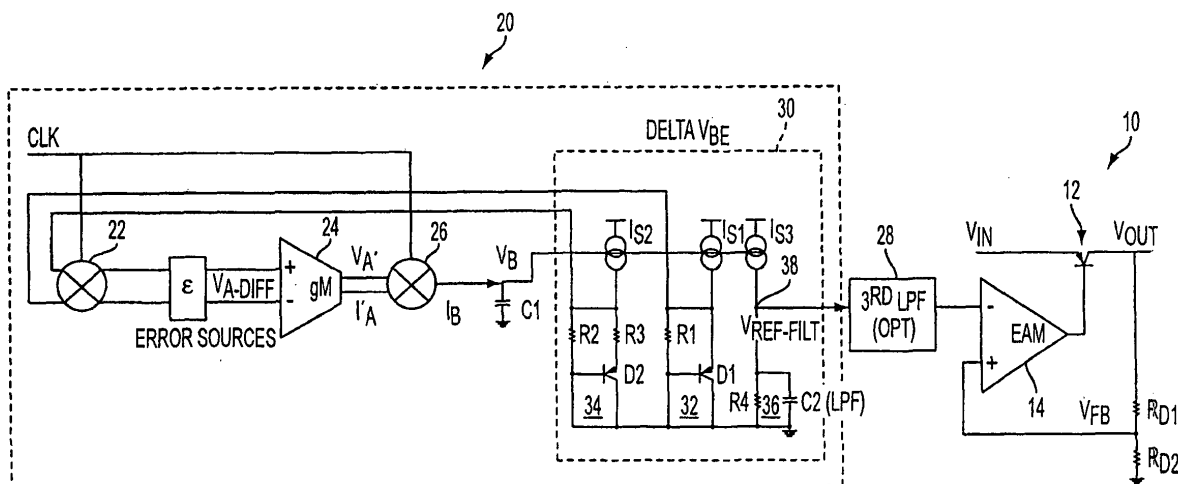 20
10
30
DELTA VBE
CLK
22
24
26
12
IS2
IS1
IS3
VIN
VOUT
VB
38
28
ε
VA-DIFF
+
-
gM
VA'
I'A
IB
C1
ERROR SOURCES
R2
R3
R1
VREF-FILT
3RD LPF
(OPT)
-
+
EAM
14
D2
D1
R4
C2 (LPF)
34
32
36
VFB
RD1
RD2